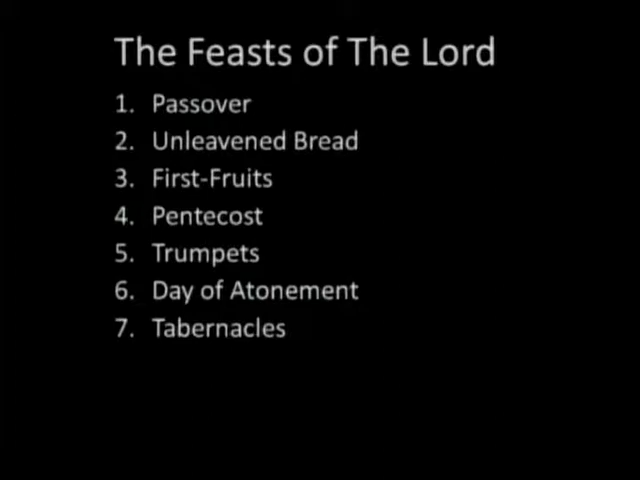 The Feasts of The Lord
1. Passover
2. Unleavened Bread
3. First-Fruits
4. Pentecost
5. Trumpets
6. Day of Atonement
7. Tabernacles